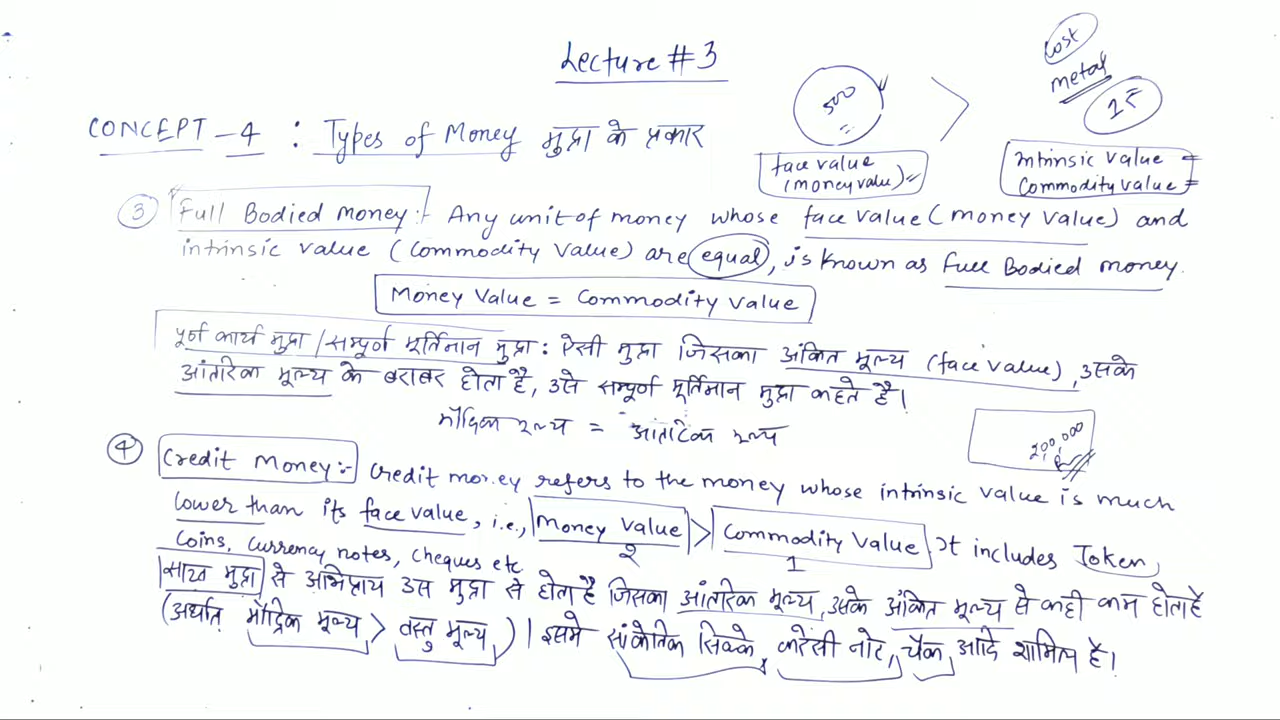 Lecture #3
cost
metal
500
25
CONCEPT - 4 : Types of Money मुद्रा के प्रकार
face value
(money value)
Intrinsic value
Commodity value
③ Full Bodied money:- Any unit of money whose face value (money value) and
intrinsic value (Commodity value) are equal, is known as Full Bodied money.
Money Value = Commodity value
पूर्ण कार्य मुद्रा / सम्पूर्ण मूर्तिमान मुद्रा : ऐसी मुद्रा जिसका अंकित मूल्य (face value), उसके
आंतरिक मूल्य के बराबर होता है, उसे सम्पूर्ण मूर्तिमान मुद्रा कहते हैं।
मौद्रिक मूल्य = आंतरिक मूल्य
200,000
④ Credit Money:- Credit money refers to the money whose intrinsic value is much
lower than its face value, i.e., Money Value > Commodity Value. It includes Token
2 1
coins, currency notes, cheques etc
साख मुद्रा से अभिप्राय उस मुद्रा से होता है जिसका आंतरिक मूल्य, उसके अंकित मूल्य से कही कम होता है
(अर्थात् मौद्रिक मूल्य > वस्तु मूल्य) । इसमे सांकेतिक सिक्के, करेंसी नोट, चैक आदि शामिल हैं।